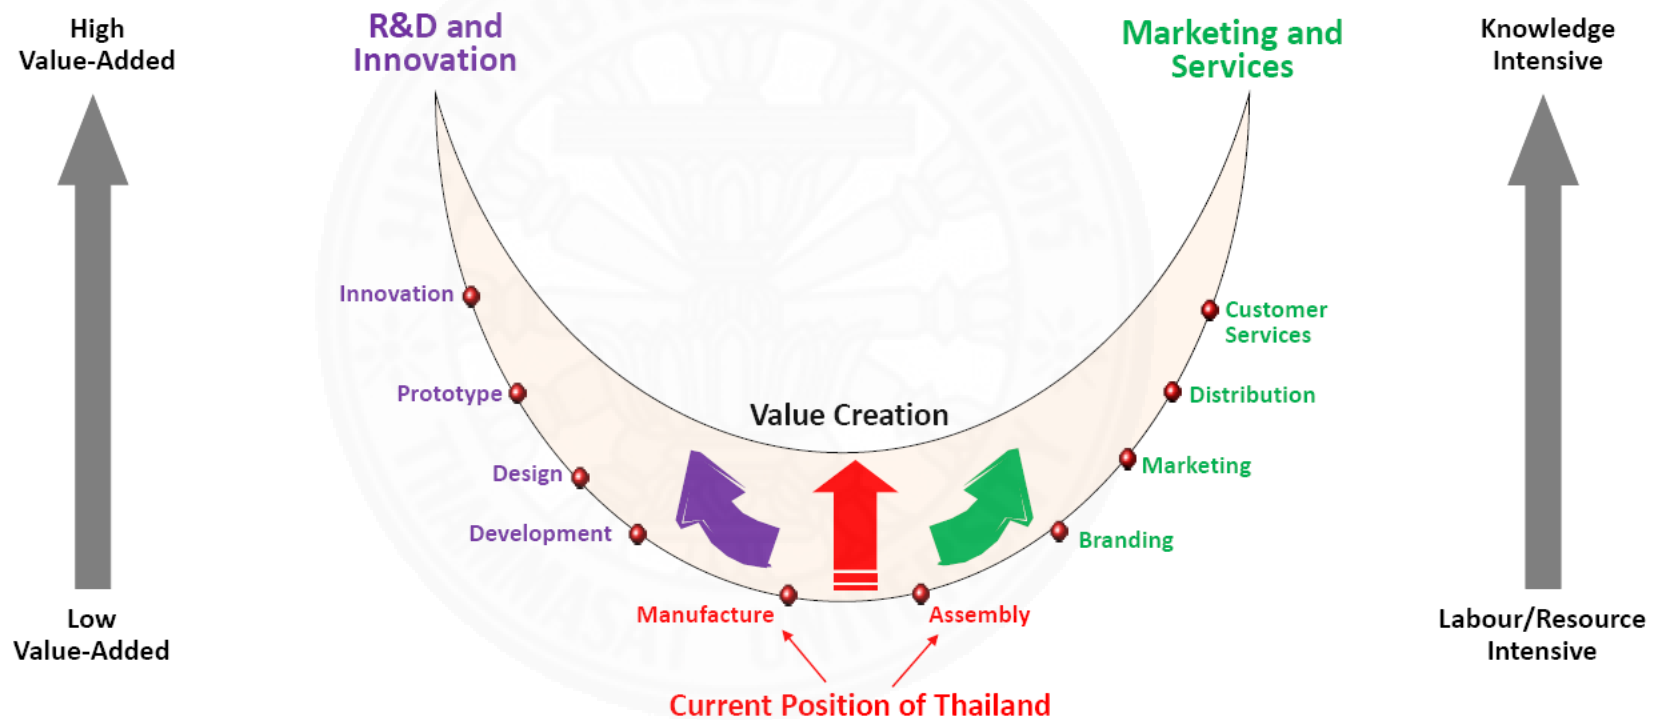 High
Value-Added
R&D and
Innovation
Marketing and
Services
Knowledge
Intensive
Innovation
Customer
Services
Prototype
Distribution
Value Creation
Design
Marketing
Development
Branding
Manufacture
Assembly
Low
Value-Added
Labour/Resource
Intensive
Current Position of Thailand